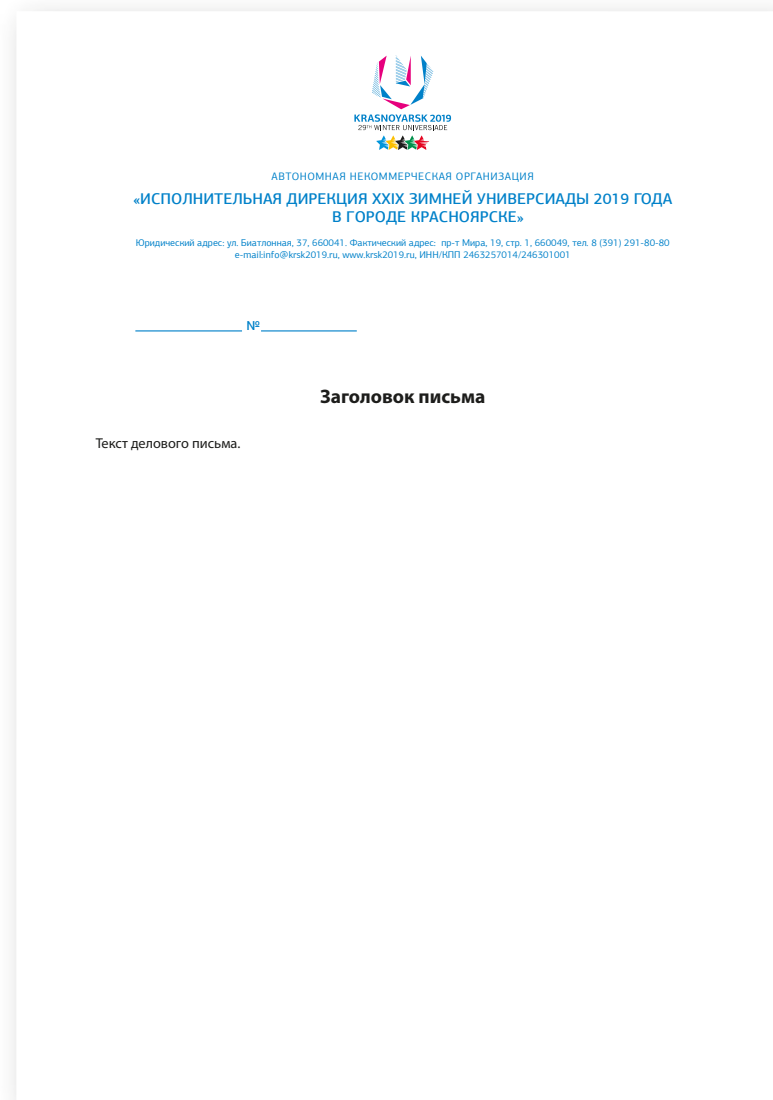 KRASNOYARSK 2019
29TH WINTER UNIVERSIADE
АВТОНОМНАЯ НЕКОММЕРЧЕСКАЯ ОРГАНИЗАЦИЯ
«ИСПОЛНИТЕЛЬНАЯ ДИРЕКЦИЯ XXIX ЗИМНЕЙ УНИВЕРСИАДЫ 2019 ГОДА
В ГОРОДЕ КРАСНОЯРСКЕ»
Юридический адрес: ул. Биатлонная, 37, 660041. Фактический адрес: пр-т Мира, 19, стр. 1, 660049, тел. 8 (391) 291-80-80
e-mail:info@krsk2019.ru, www.krsk2019.ru, ИНН/КПП 2463257014/246301001
________________ № ______________
Заголовок письма
Текст делового письма.